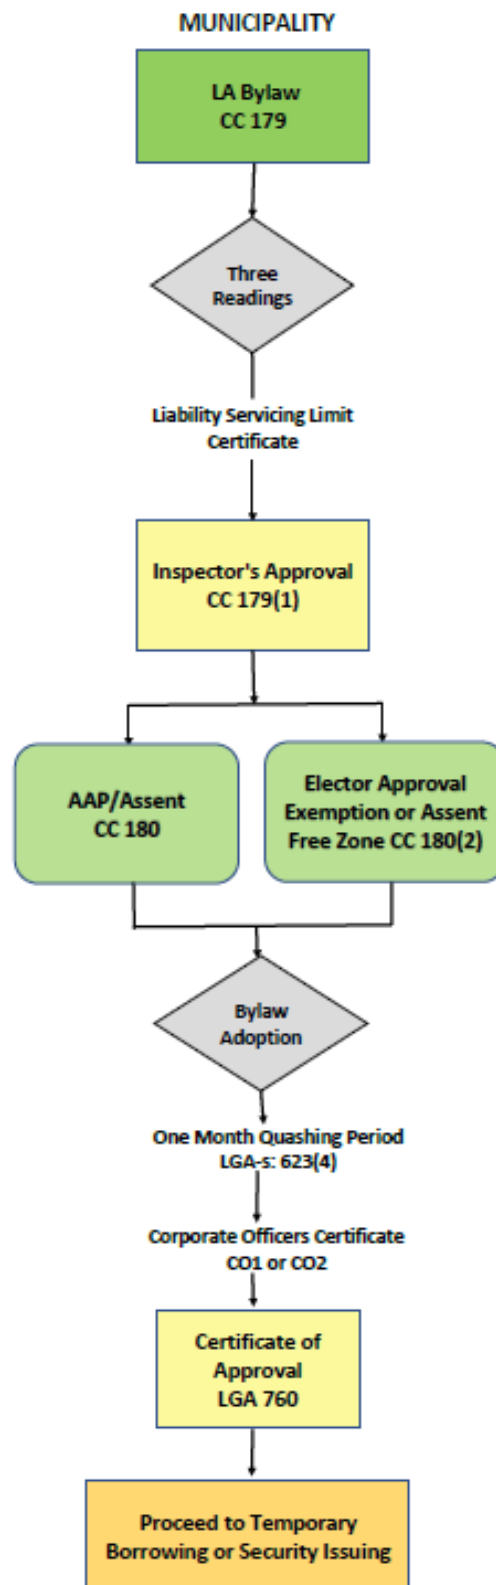 MUNICIPALITY
LA Bylaw
CC 179
Three
Readings
Liability Servicing Limit
Certificate
Inspector's Approval
CC 179(1)
AAP/Assent
CC 180
Elector Approval
Exemption or Assent
Free Zone CC 180(2)
Bylaw
Adoption
One Month Quashing Period
LGA-s: 623(4)
Corporate Officers Certificate
CO1 or CO2
Certificate of
Approval
LGA 760
Proceed to Temporary
Borrowing or Security Issuing